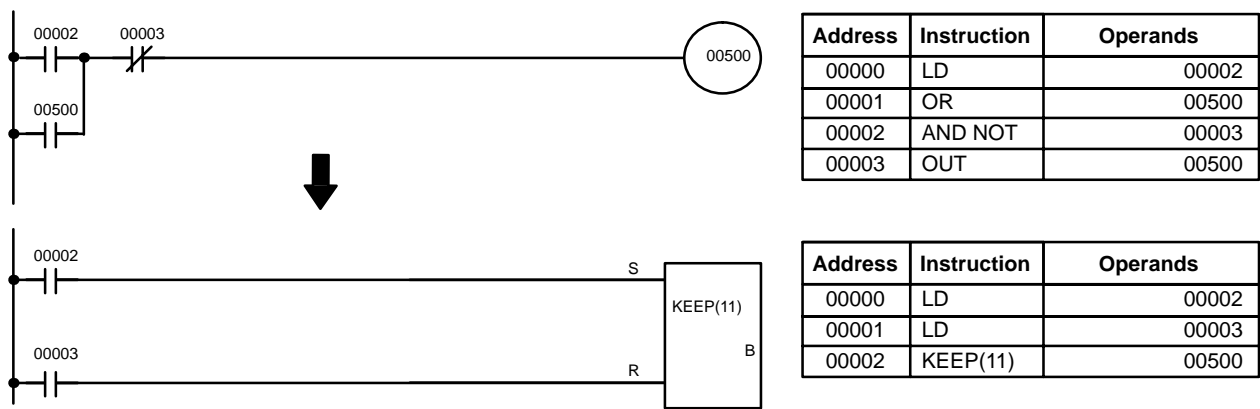 00002 00003
00500
00500
Address Instruction Operands
00000 LD 00002
00001 OR 00500
00002 AND NOT 00003
00003 OUT 00500
00002
S
KEEP(11)
B
00003
R
Address Instruction Operands
00000 LD 00002
00001 LD 00003
00002 KEEP(11) 00500